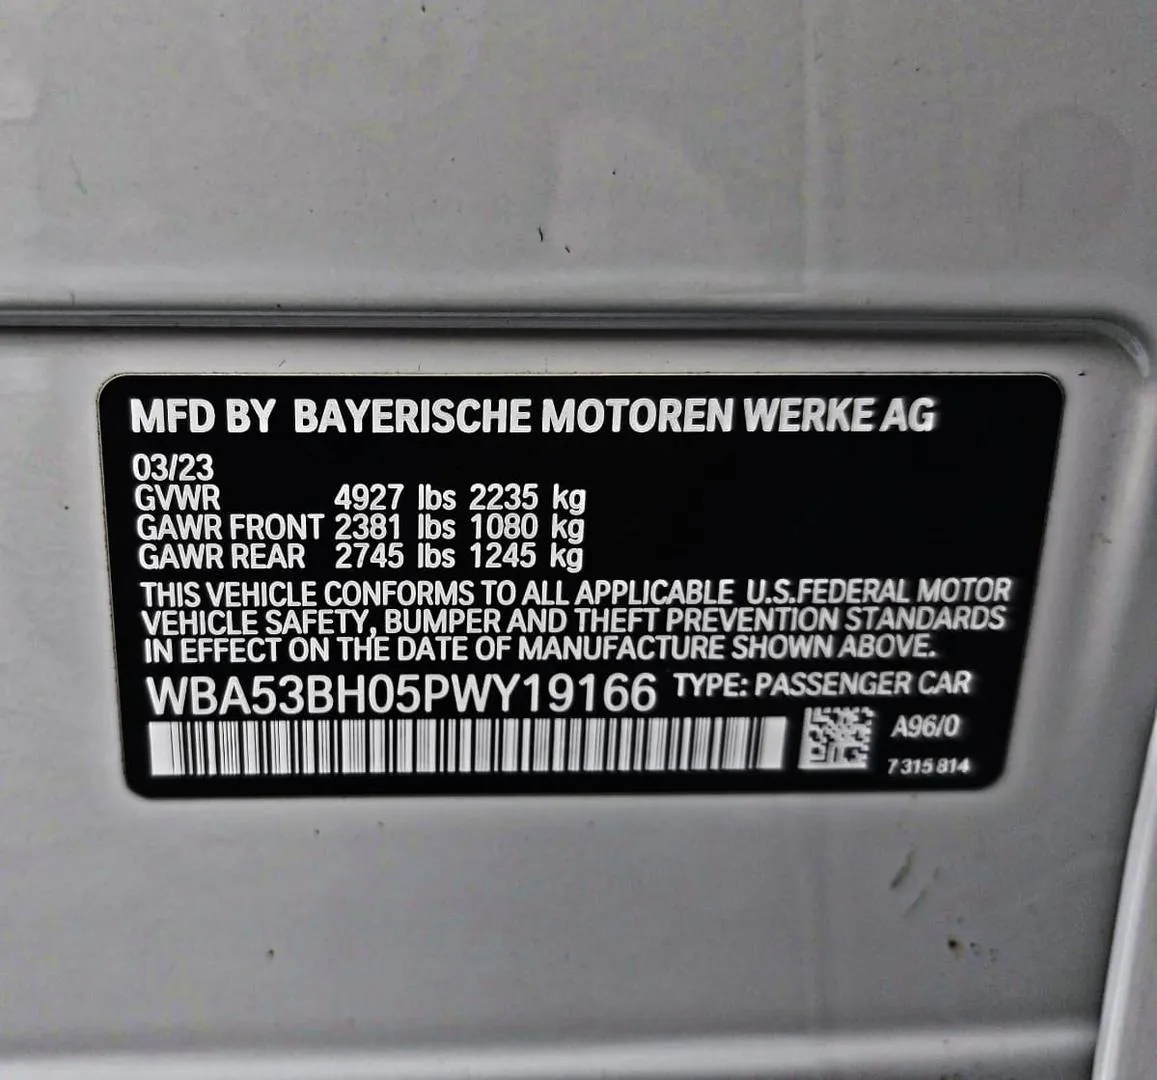 MFD BY BAYERISCHE MOTOREN WERKE AG
03/23
GVWR 4927 lbs 2235 kg
GAWR FRONT 2381 lbs 1080 kg
GAWR REAR 2745 lbs 1245 kg
THIS VEHICLE CONFORMS TO ALL APPLICABLE U.S.FEDERAL MOTOR
VEHICLE SAFETY, BUMPER AND THEFT PREVENTION STANDARDS
IN EFFECT ON THE DATE OF MANUFACTURE SHOWN ABOVE.
WBA53BH05PWY19166 TYPE: PASSENGER CAR
A96/0
7 315 814